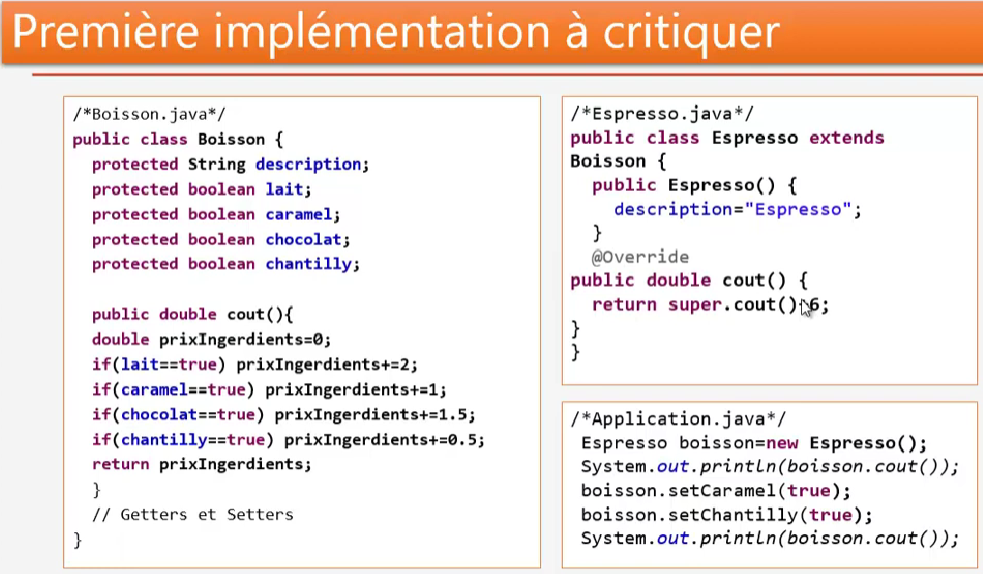 Première implémentation à critiquer
/*Boisson.java*/
public class Boisson {
protected String description;
protected boolean lait;
protected boolean caramel;
protected boolean chocolat;
protected boolean chantilly;
public double cout(){
double prixIngerdients=0;
if(lait==true) prixIngerdients+=2;
if(caramel==true) prixIngerdients+=1;
if(chocolat==true) prixIngerdients+=1.5;
if(chantilly==true) prixIngerdients+=0.5;
return prixIngerdients;
}
// Getters et Setters
}
/*Espresso.java*/
public class Espresso extends
Boisson {
public Espresso() {
description="Espresso";
}
@Override
public double cout() {
return super.cout() 6;
}
}
/*Application.java*/
Espresso boisson=new Espresso();
System.out.println(boisson.cout());
boisson.setCaramel(true);
boisson.setChantilly(true);
System.out.println(boisson.cout());